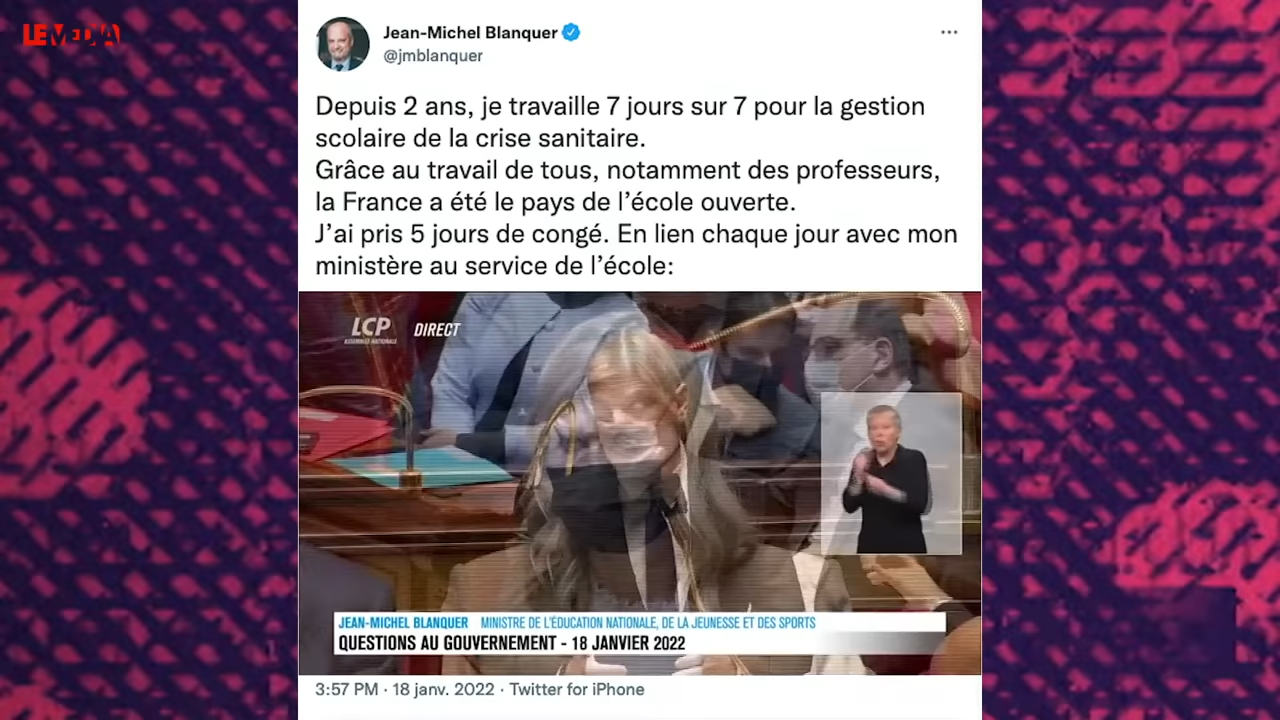 LEMEDIA
Jean-Michel Blanquer
@jmblanquer
Depuis 2 ans, je travaille 7 jours sur 7 pour la gestion
scolaire de la crise sanitaire.
Grâce au travail de tous, notamment des professeurs,
la France a été le pays de l’école ouverte.
J’ai pris 5 jours de congé. En lien chaque jour avec mon
ministère au service de l’école:
LCP DIRECT
ASSEMBLÉE NATIONALE
JEAN-MICHEL BLANQUER MINISTRE DE L'ÉDUCATION NATIONALE, DE LA JEUNESSE ET DES SPORTS
QUESTIONS AU GOUVERNEMENT - 18 JANVIER 2022
3:57 PM · 18 janv. 2022 · Twitter for iPhone